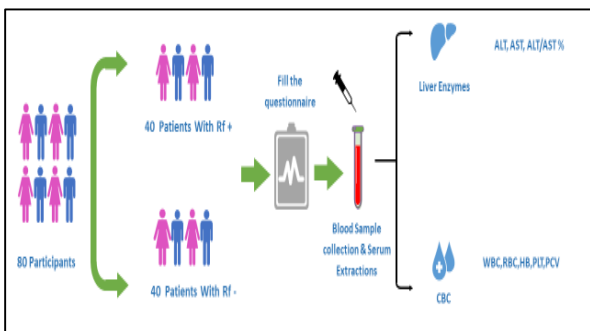 80 Participants
40 Patients With Rf +
40 Patients With Rf -
Fill the
questionnaire
Blood Sample
collection & Serum
Extractions
Liver Enzymes
ALT, AST, ALT/AST %
CBC
WBC,RBC,HB,PLT,PCV